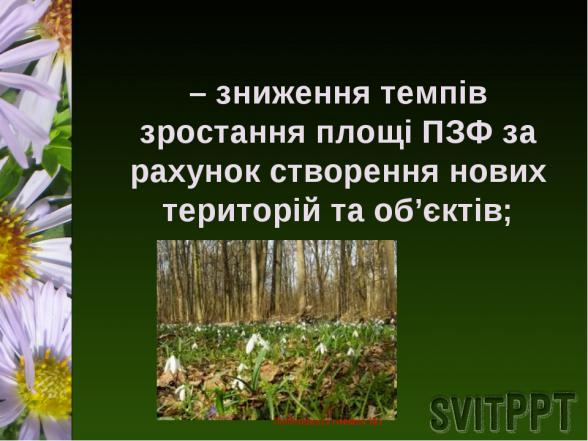 – зниження темпів
зростання площі ПЗФ за
рахунок створення нових
територій та об’єктів;
SVITPPT